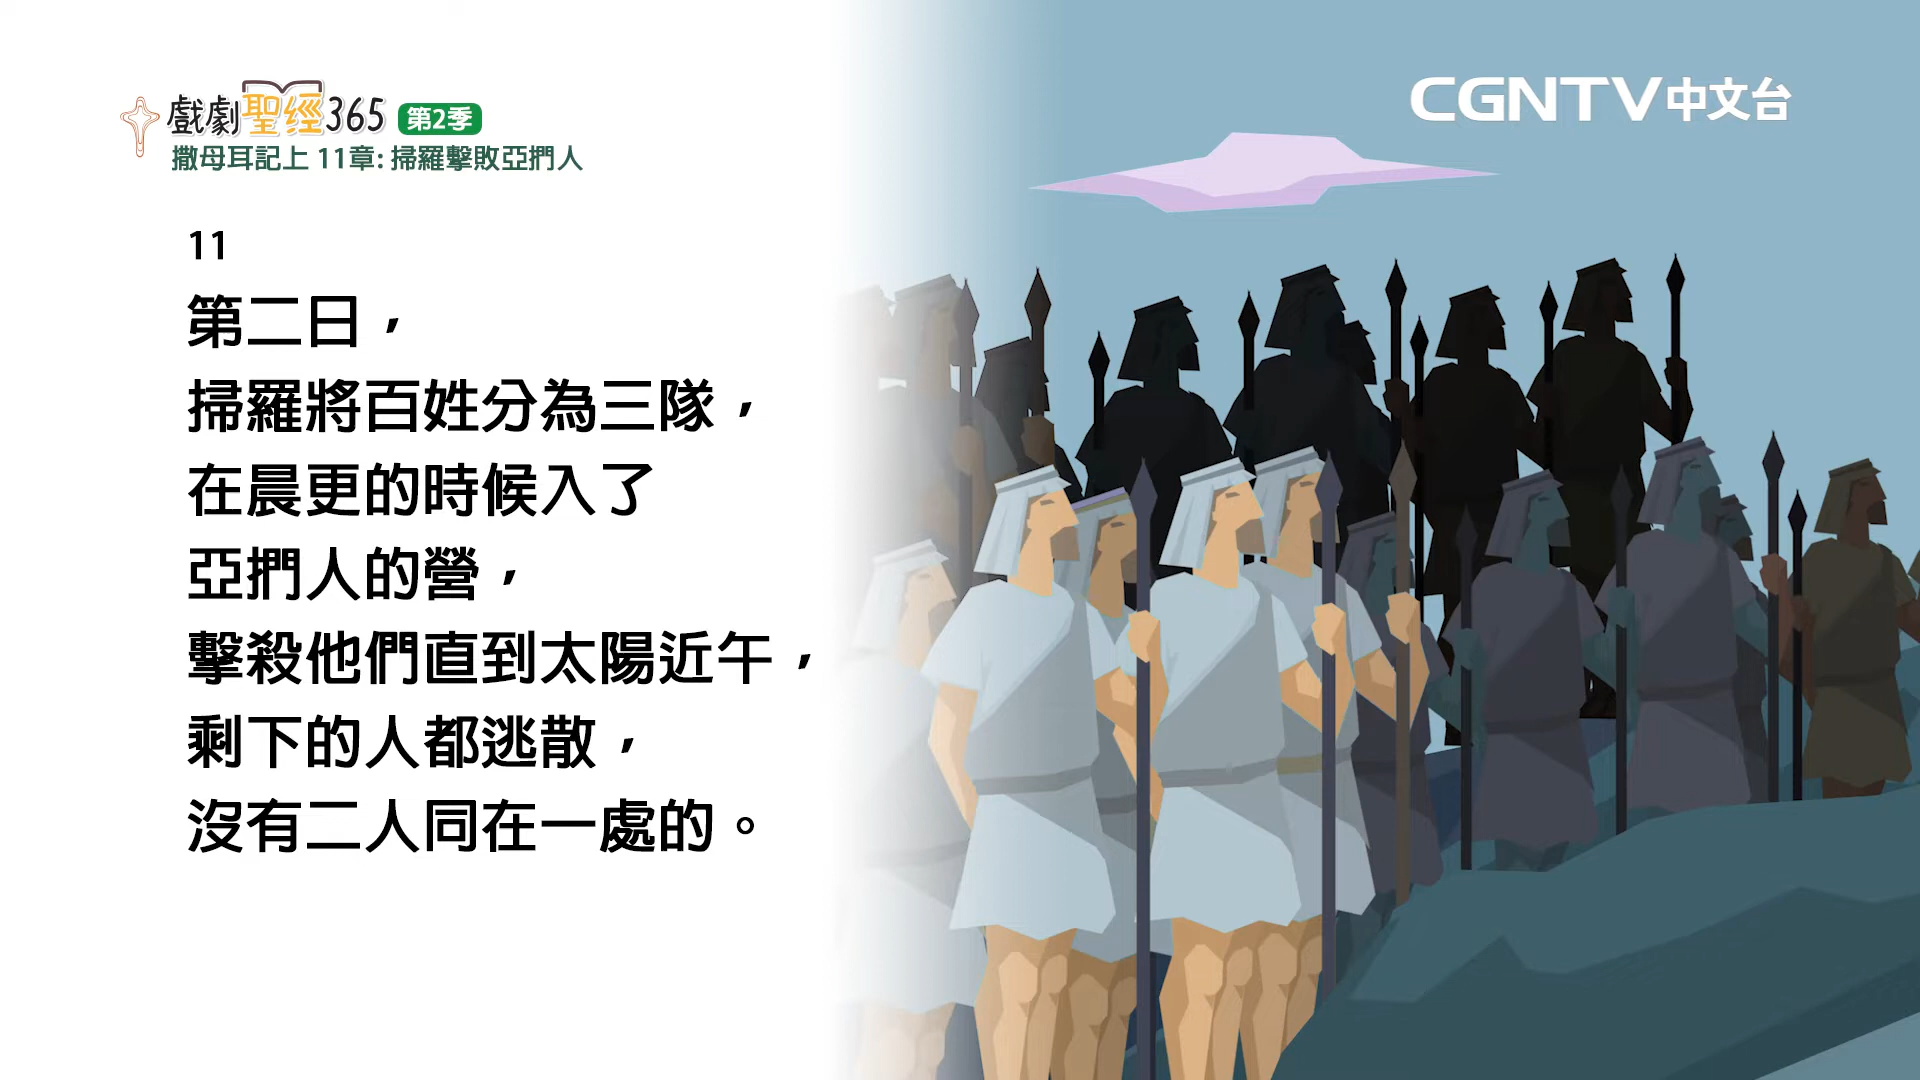 戲劇聖經365 第2季
撒母耳記上 11章: 掃羅擊敗亞捫人
CGNTV中文台
11
第二日，
掃羅將百姓分為三隊，
在晨更的時候入了
亞捫人的營，
擊殺他們直到太陽近午，
剩下的人都逃散，
沒有二人同在一處的。